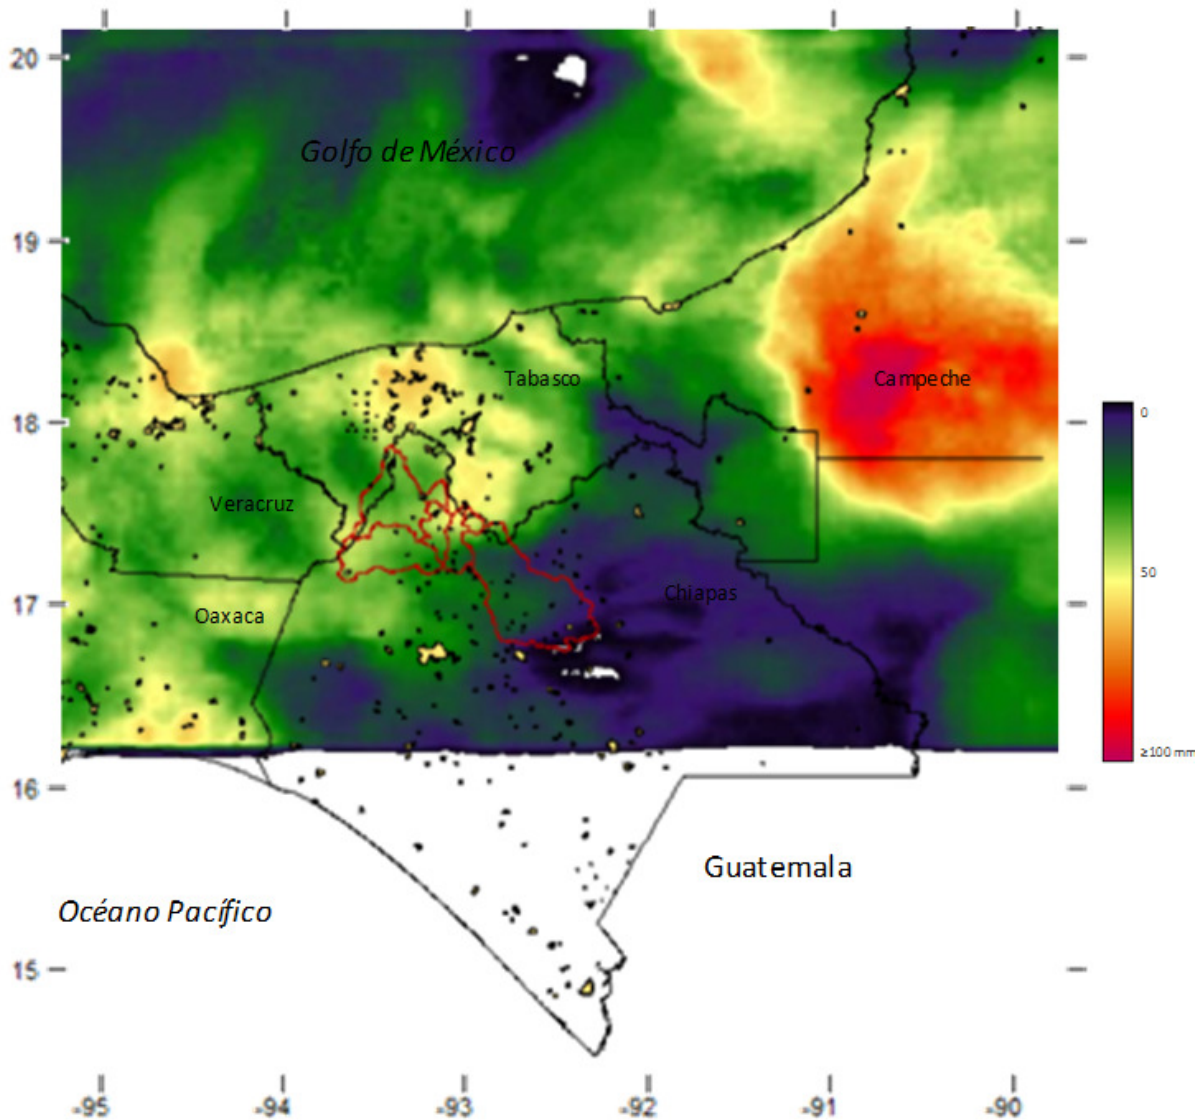 20
Golfo de México
19
Tabasco
Campeche
18
0
Veracruz
50
Chiapas
17
Oaxaca
≥100 mm
16
Guatemala
Océano Pacífico
15
-95 -94 -93 -92 -91 -90